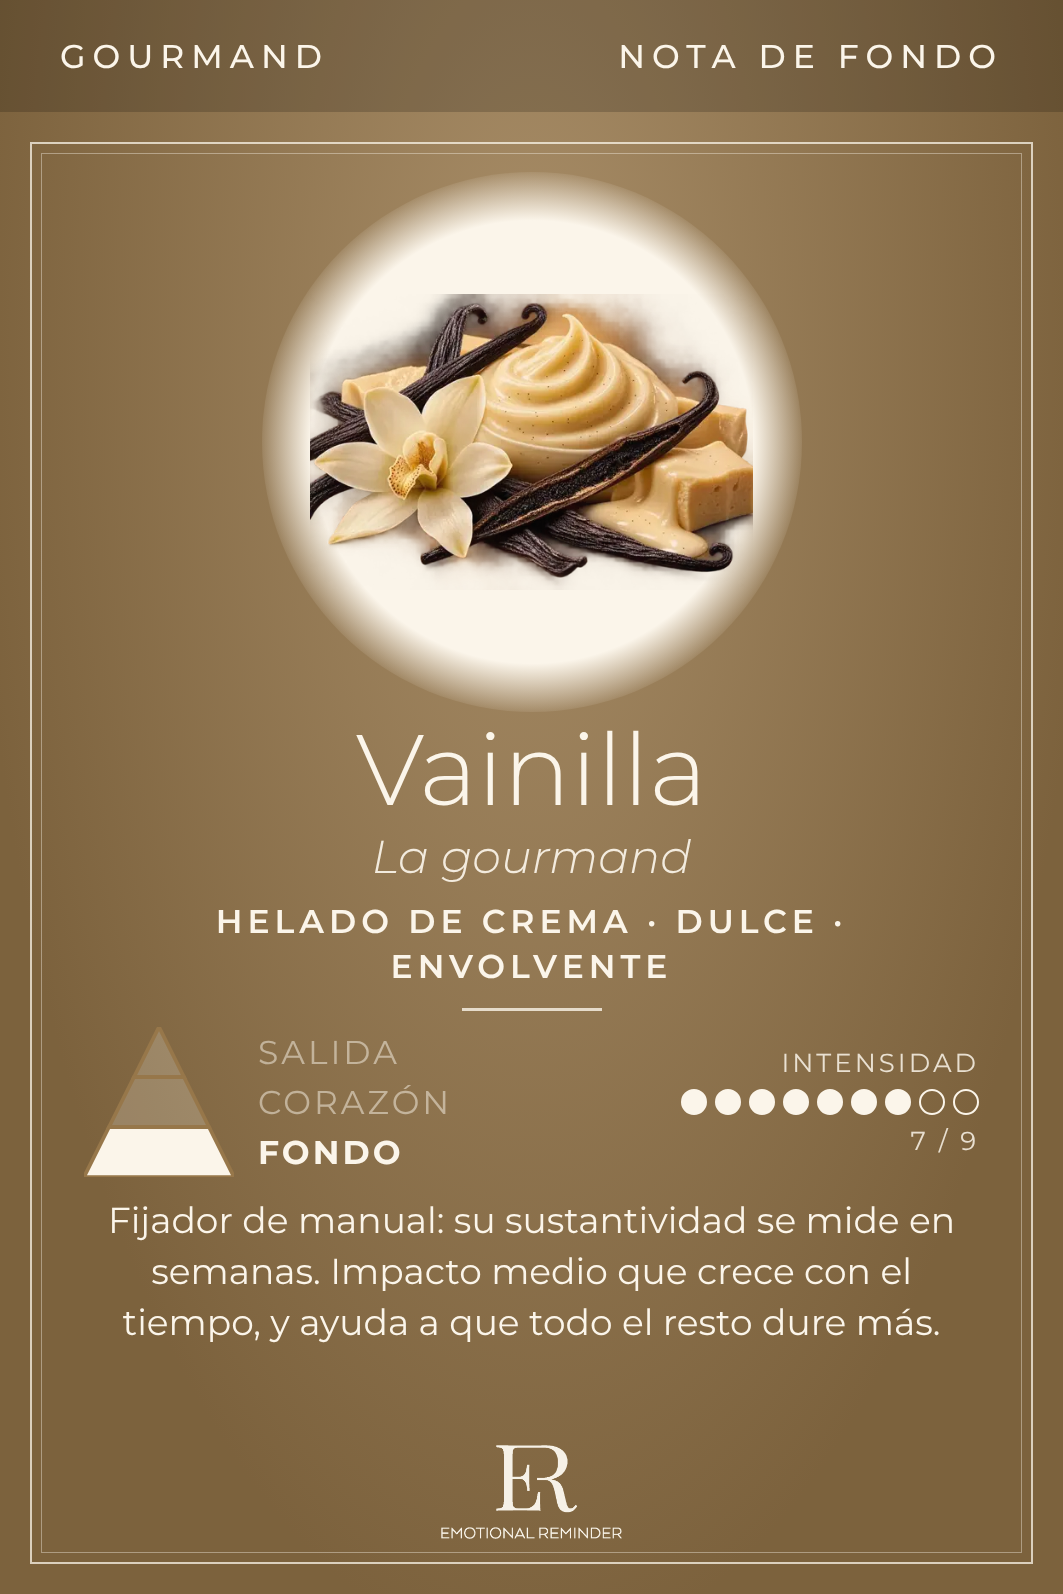 GOURMAND NOTA DE FONDO
Vainilla
La gourmand
HELADO DE CREMA · DULCE ·
ENVOLVENTE
SALIDA
CORAZÓN
FONDO
INTENSIDAD
7 / 9
Fijador de manual: su sustantividad se mide en
semanas. Impacto medio que crece con el
tiempo, y ayuda a que todo el resto dure más.
ER
EMOTIONAL REMINDER